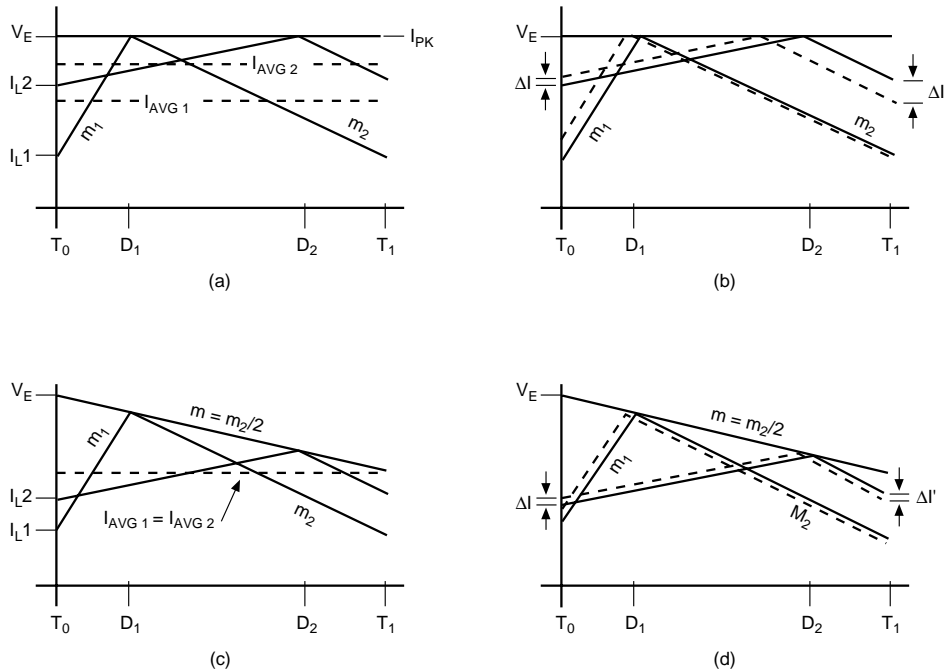 V_E
I_PK
I_AVG 2
I_L2
I_AVG 1
m_1
m_2
I_L1
T_0 D_1 D_2 T_1
(a)
V_E
ΔI
ΔI
m_1
m_2
T_0 D_1 D_2 T_1
(b)
V_E
m = m_2/2
m_1
I_L2
I_L1
I_AVG 1 = I_AVG 2
m_2
T_0 D_1 D_2 T_1
(c)
V_E
m = m_2/2
m_1
ΔI
ΔI'
M_2
T_0 D_1 D_2 T_1
(d)